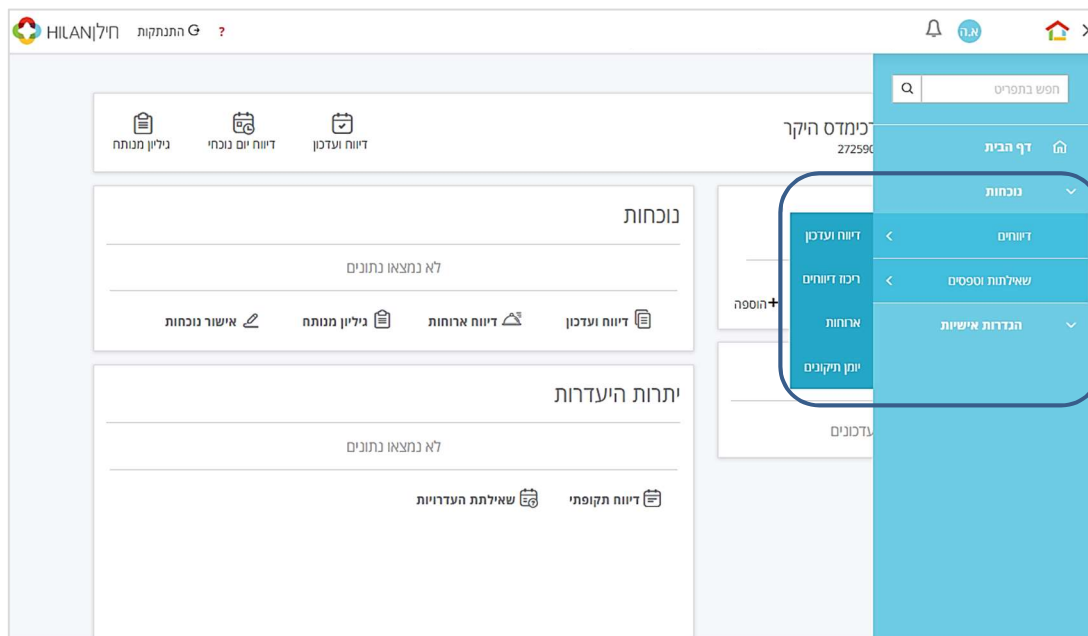 חילן|HILAN התנתקות ?
א.ה
חפש בתפריט
דף הבית
נוכחות
דיווחים
שאילתות וטפסים
הגדרות אישיות
דיווח ועדכון
ריכוז דיווחים
ארוחות
יומן תיקונים
רכימדס היקר
272590
דיווח ועדכון דיווח יום נוכחי גיליון מנותח
הוספה+
עדכונים
נוכחות
לא נמצאו נתונים
דיווח ועדכון דיווח ארוחות גיליון מנותח אישור נוכחות
יתרות היעדרות
לא נמצאו נתונים
דיווח תקופתי שאילתת העדרויות